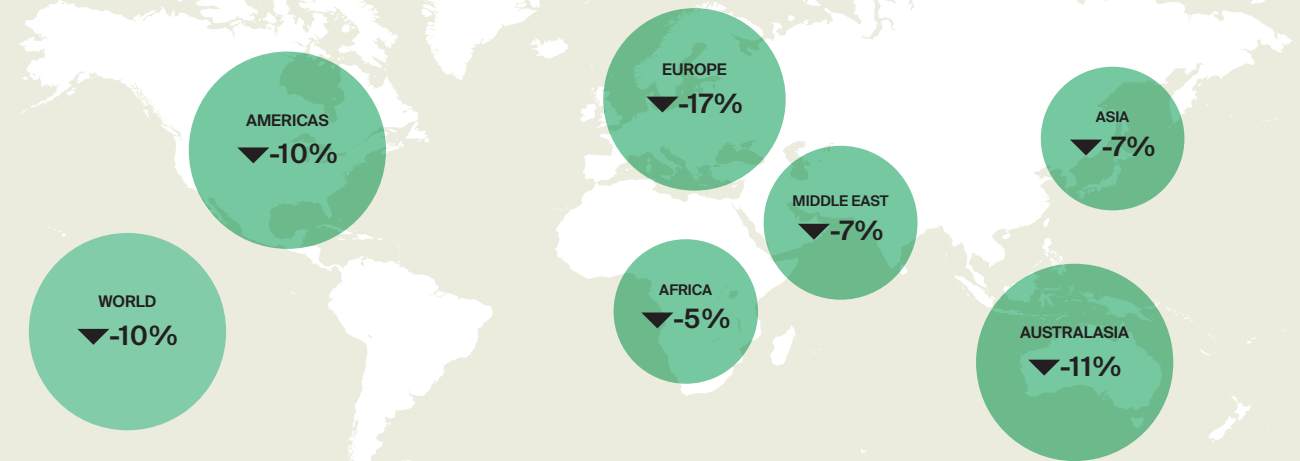 EUROPE
▼-17%
AMERICAS
▼-10%
ASIA
▼-7%
MIDDLE EAST
▼-7%
AFRICA
▼-5%
WORLD
▼-10%
AUSTRALASIA
▼-11%